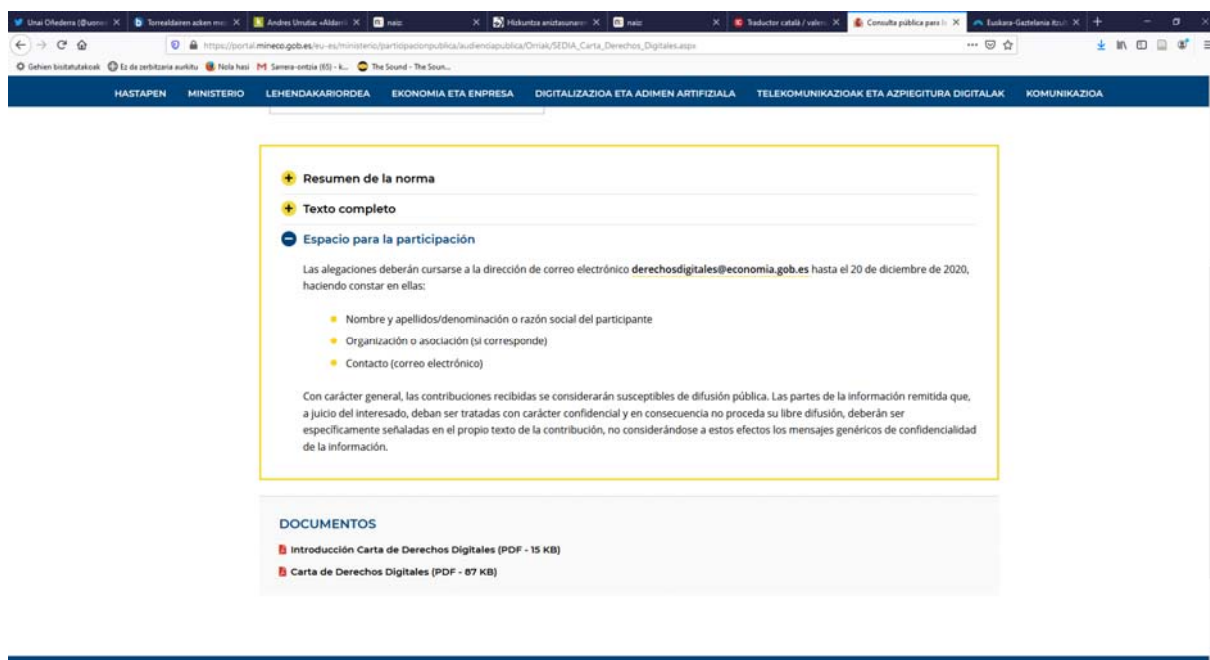 Unai Oñederra (@uone
Torrealdairen azken me
Andres Urrutia: «Aldarri
naiz:
Hizkuntza aniztasunare
naiz:
Traductor català / valen
Consulta pública para l
Euskara-Gaztelania itzul
https://portal.mineco.gob.es/eu-es/ministerio/participacionpublica/audienciapublica/Orriak/SEDIA_Carta_Derechos_Digitales.aspx
Gehien bisitatutakoak Ez da zerbitzaria aurkitu Nola hasi Sarrera-ontzia (65) - k... The Sound - The Soun...
HASTAPEN MINISTERIO LEHENDAKARIORDEA EKONOMIA ETA ENPRESA DIGITALIZAZIOA ETA ADIMEN ARTIFIZIALA TELEKOMUNIKAZIOAK ETA AZPIEGITURA DIGITALAK KOMUNIKAZIOA
Resumen de la norma
Texto completo
Espacio para la participación
Las alegaciones deberán cursarse a la dirección de correo electrónico derechosdigitales@economia.gob.es hasta el 20 de diciembre de 2020,
haciendo constar en ellas:
Nombre y apellidos/denominación o razón social del participante
Organización o asociación (si corresponde)
Contacto (correo electrónico)
Con carácter general, las contribuciones recibidas se considerarán susceptibles de difusión pública. Las partes de la información remitida que,
a juicio del interesado, deban ser tratadas con carácter confidencial y en consecuencia no proceda su libre difusión, deberán ser
específicamente señaladas en el propio texto de la contribución, no considerándose a estos efectos los mensajes genéricos de confidencialidad
de la información.
DOCUMENTOS
Introducción Carta de Derechos Digitales (PDF - 15 KB)
Carta de Derechos Digitales (PDF - 87 KB)